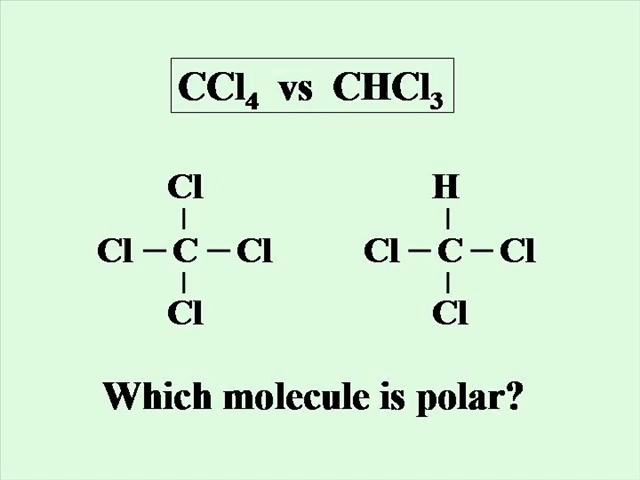 CCl₄ vs CHCl₃
Cl
Cl – C – Cl
Cl
H
Cl – C – Cl
Cl
Which molecule is polar?